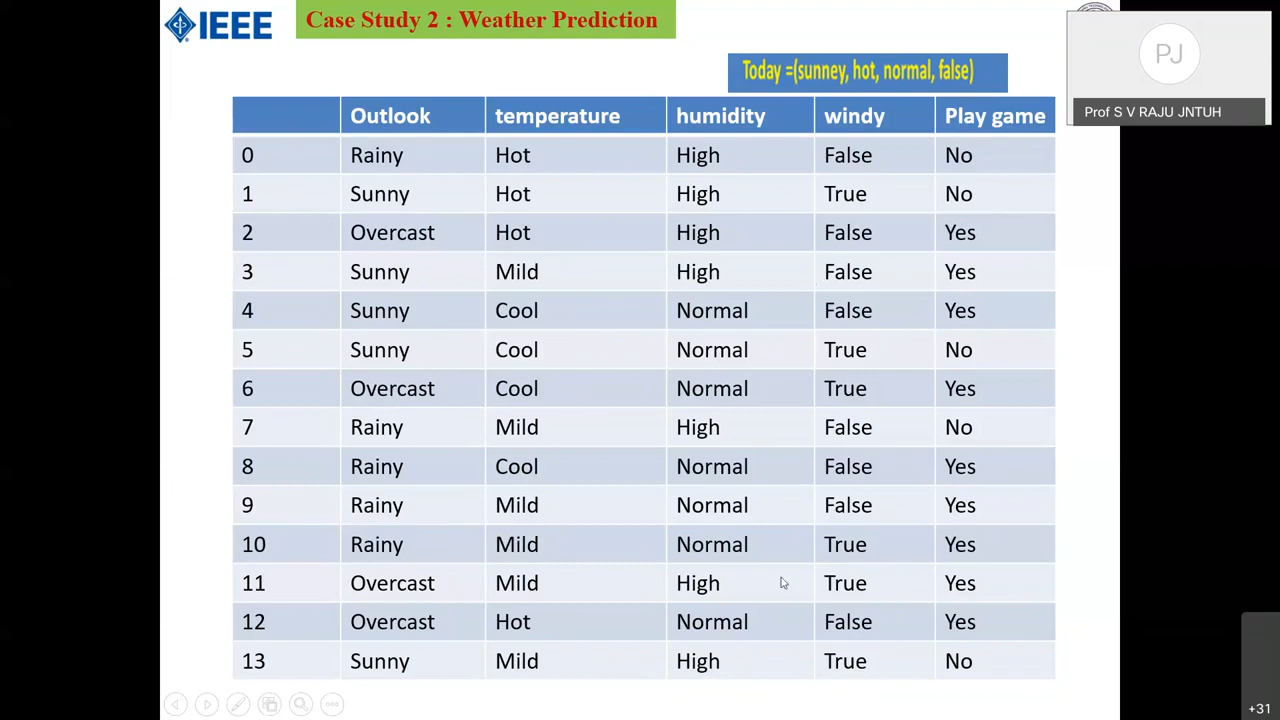 IEEE
Case Study 2 : Weather Prediction
Today =(sunney, hot, normal, false)
PJ
Prof S V RAJU JNTUH
Outlook temperature humidity windy Play game
0 Rainy Hot High False No
1 Sunny Hot High True No
2 Overcast Hot High False Yes
3 Sunny Mild High False Yes
4 Sunny Cool Normal False Yes
5 Sunny Cool Normal True No
6 Overcast Cool Normal True Yes
7 Rainy Mild High False No
8 Rainy Cool Normal False Yes
9 Rainy Mild Normal False Yes
10 Rainy Mild Normal True Yes
11 Overcast Mild High True Yes
12 Overcast Hot Normal False Yes
13 Sunny Mild High True No
+31